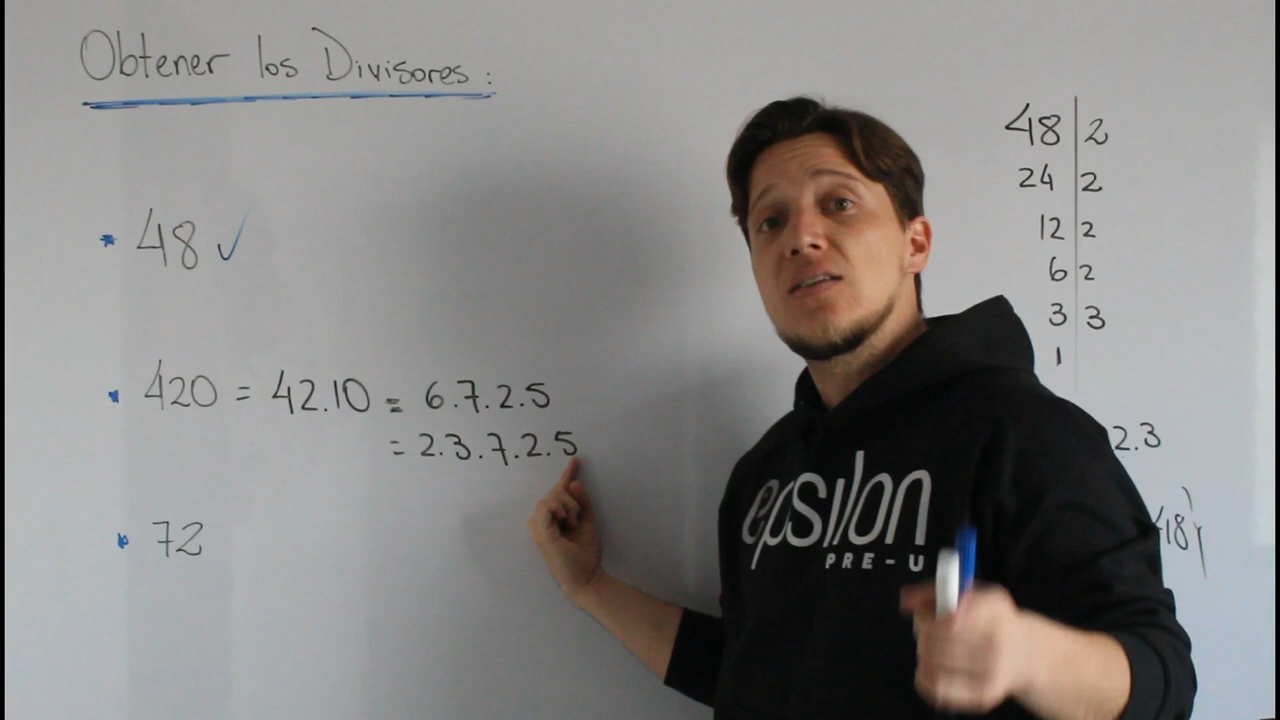 Obtener los Divisores:
* 48 ✓
420 = 42.10 = 6.7.2.5
= 2.3.7.2.5
72
48 | 2
24 | 2
12 | 2
6 | 2
3 | 3
1
2.3
48}
epsilon
PRE-U